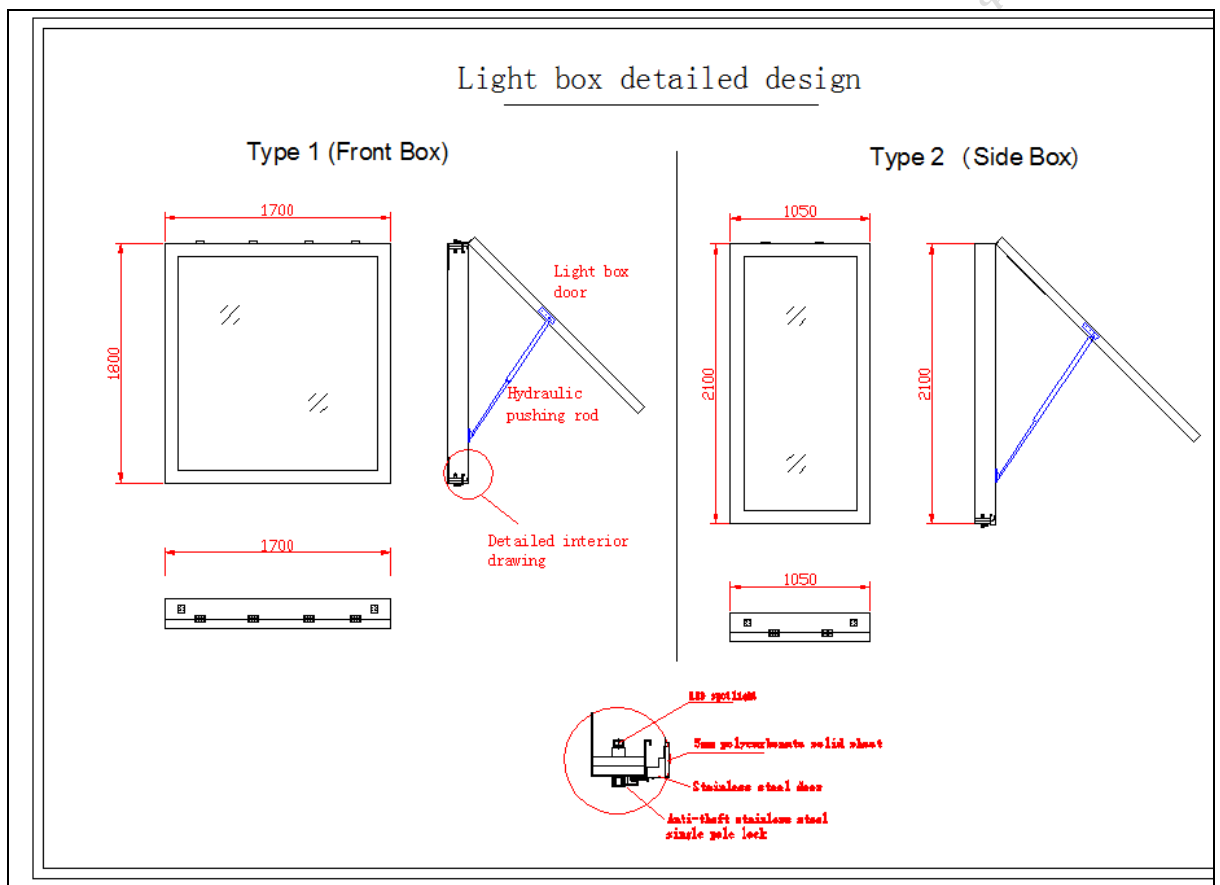 Light box detailed design
Type 1 (Front Box)
Type 2 (Side Box)
1700
1800
Light box
door
Hydraulic
pushing rod
Detailed interior
drawing
1700
1050
2100
2100
1050
LED spotlight
5mm polycarbonate solid sheet
Stainless steel door
Anti-theft stainless steel
single pole lock